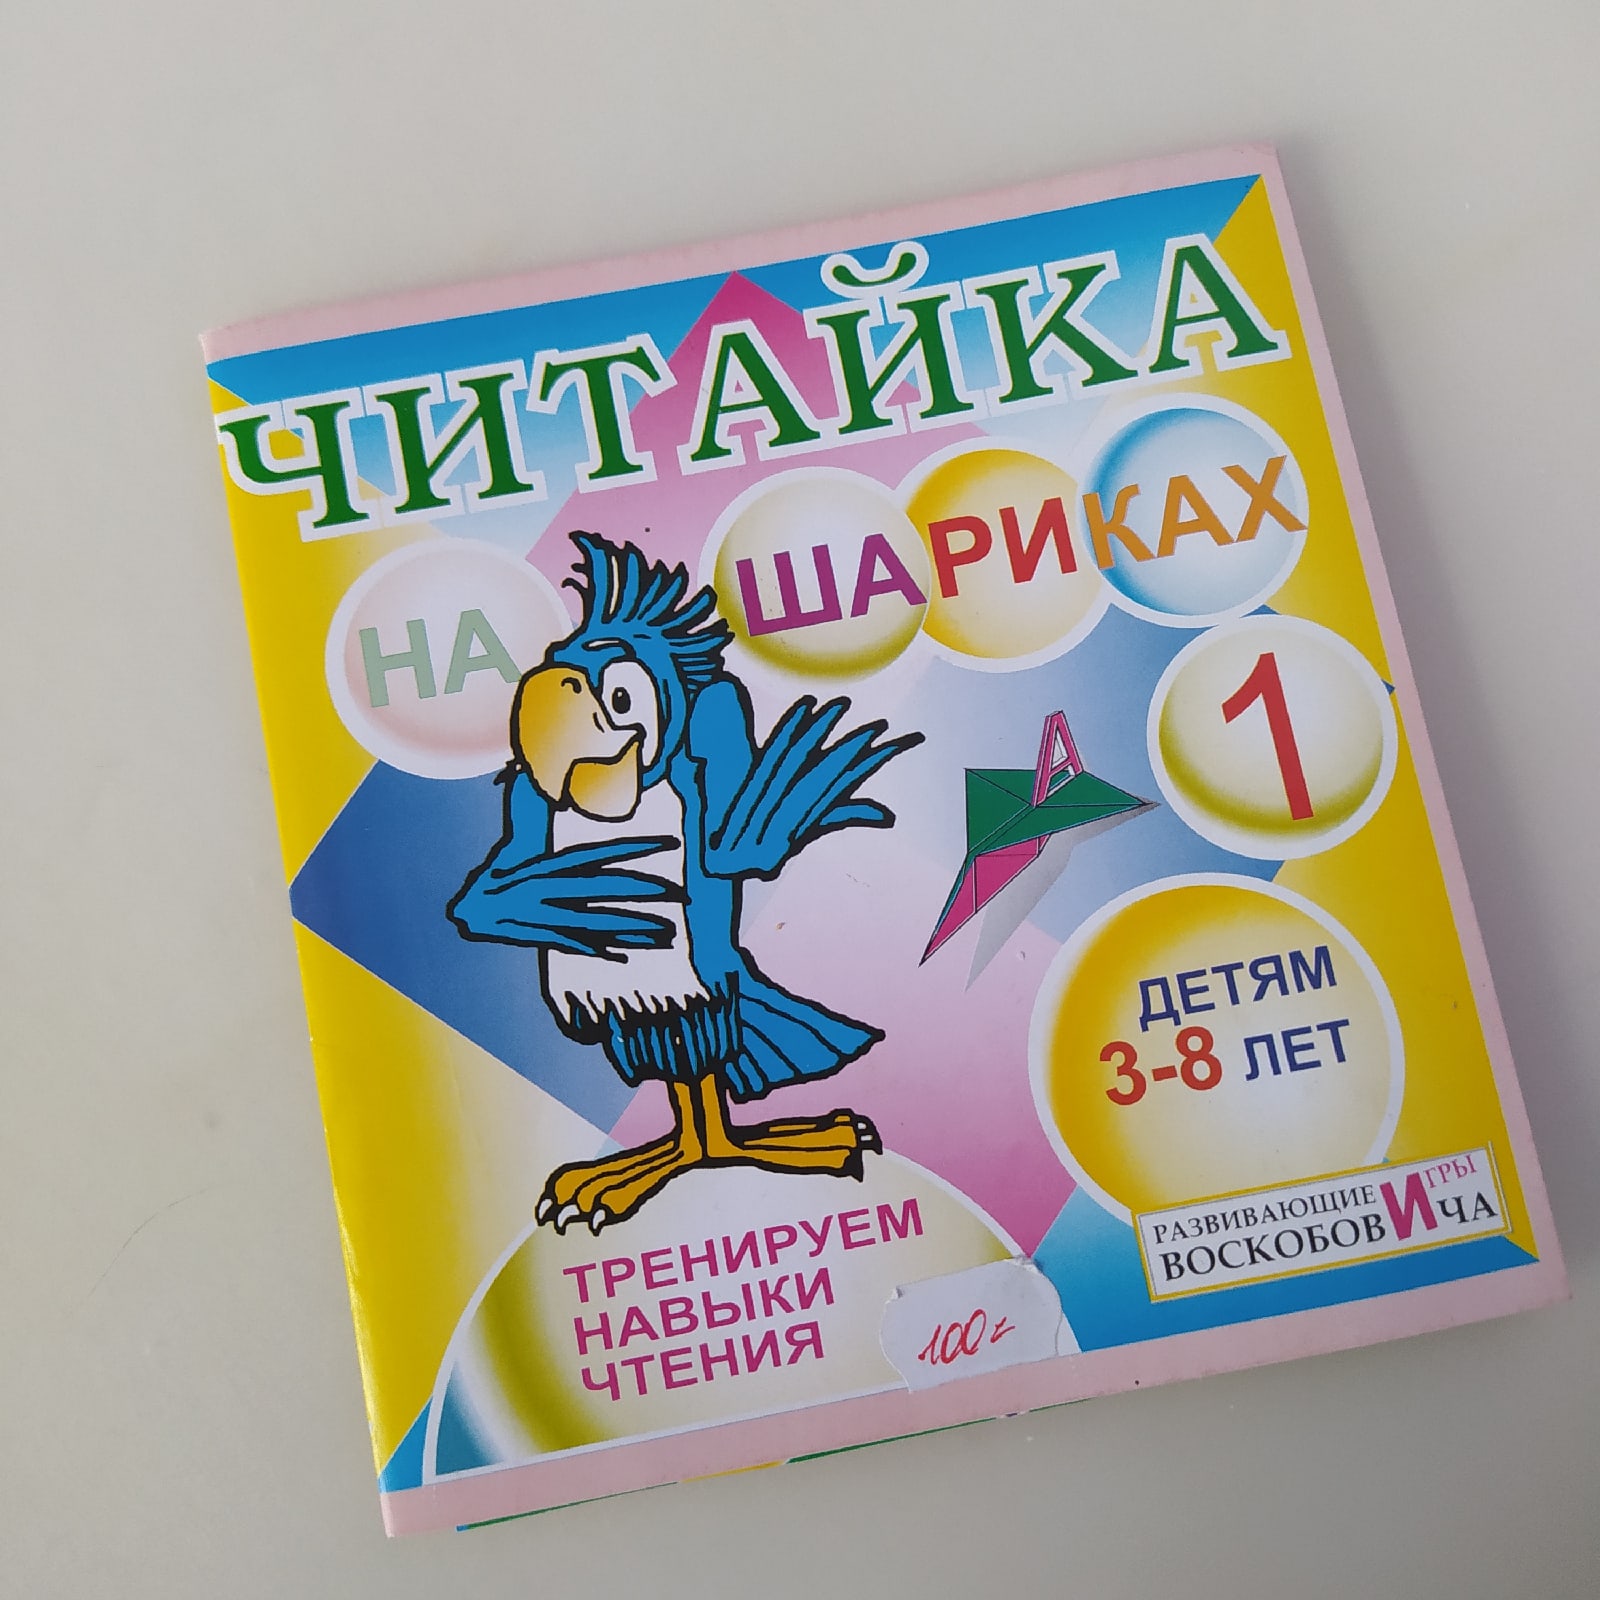 ЧИТАЙКА
НА ШАРИКАХ
1
А
ДЕТЯМ
3-8 ЛЕТ
РАЗВИВАЮЩИЕ ИГРЫ
ВОСКОБОВИЧА
ТРЕНИРУЕМ
НАВЫКИ
ЧТЕНИЯ
100